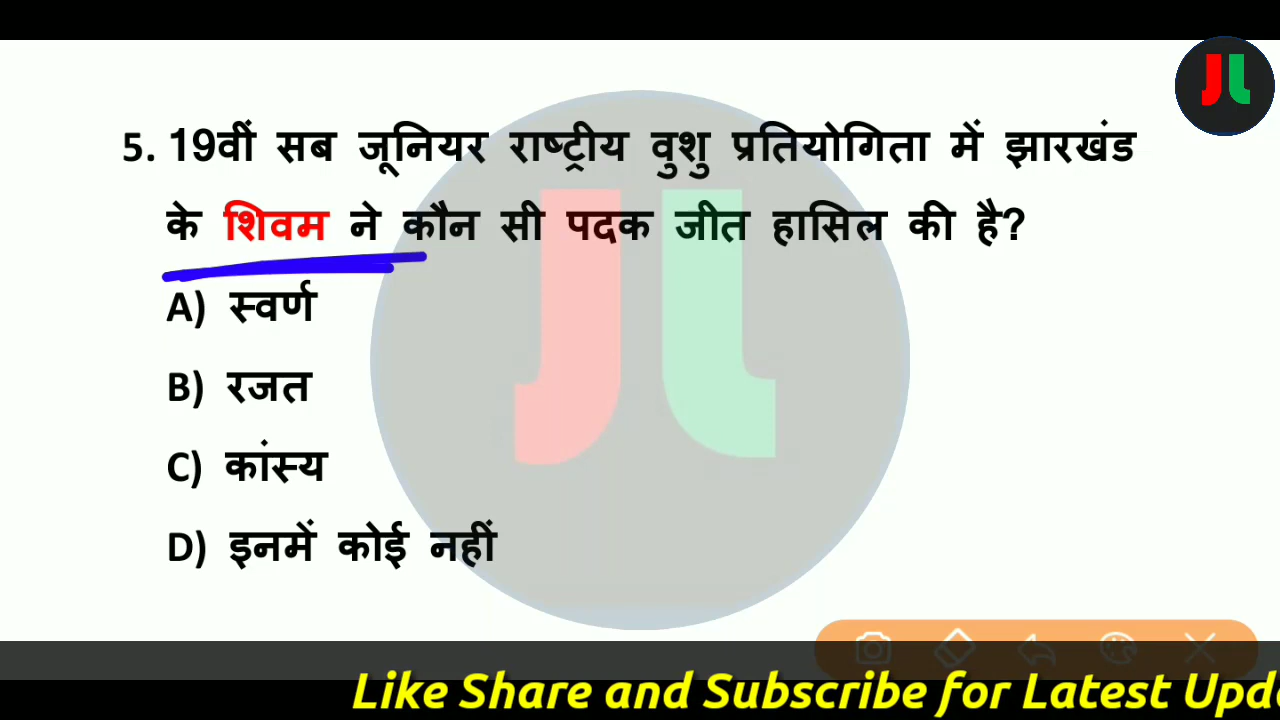 5. 19वीं सब जूनियर राष्ट्रीय वुशु प्रतियोगिता में झारखंड
के शिवम ने कौन सी पदक जीत हासिल की है?
A) स्वर्ण
B) रजत
C) कांस्य
D) इनमें कोई नहीं
Like Share and Subscribe for Latest Upd